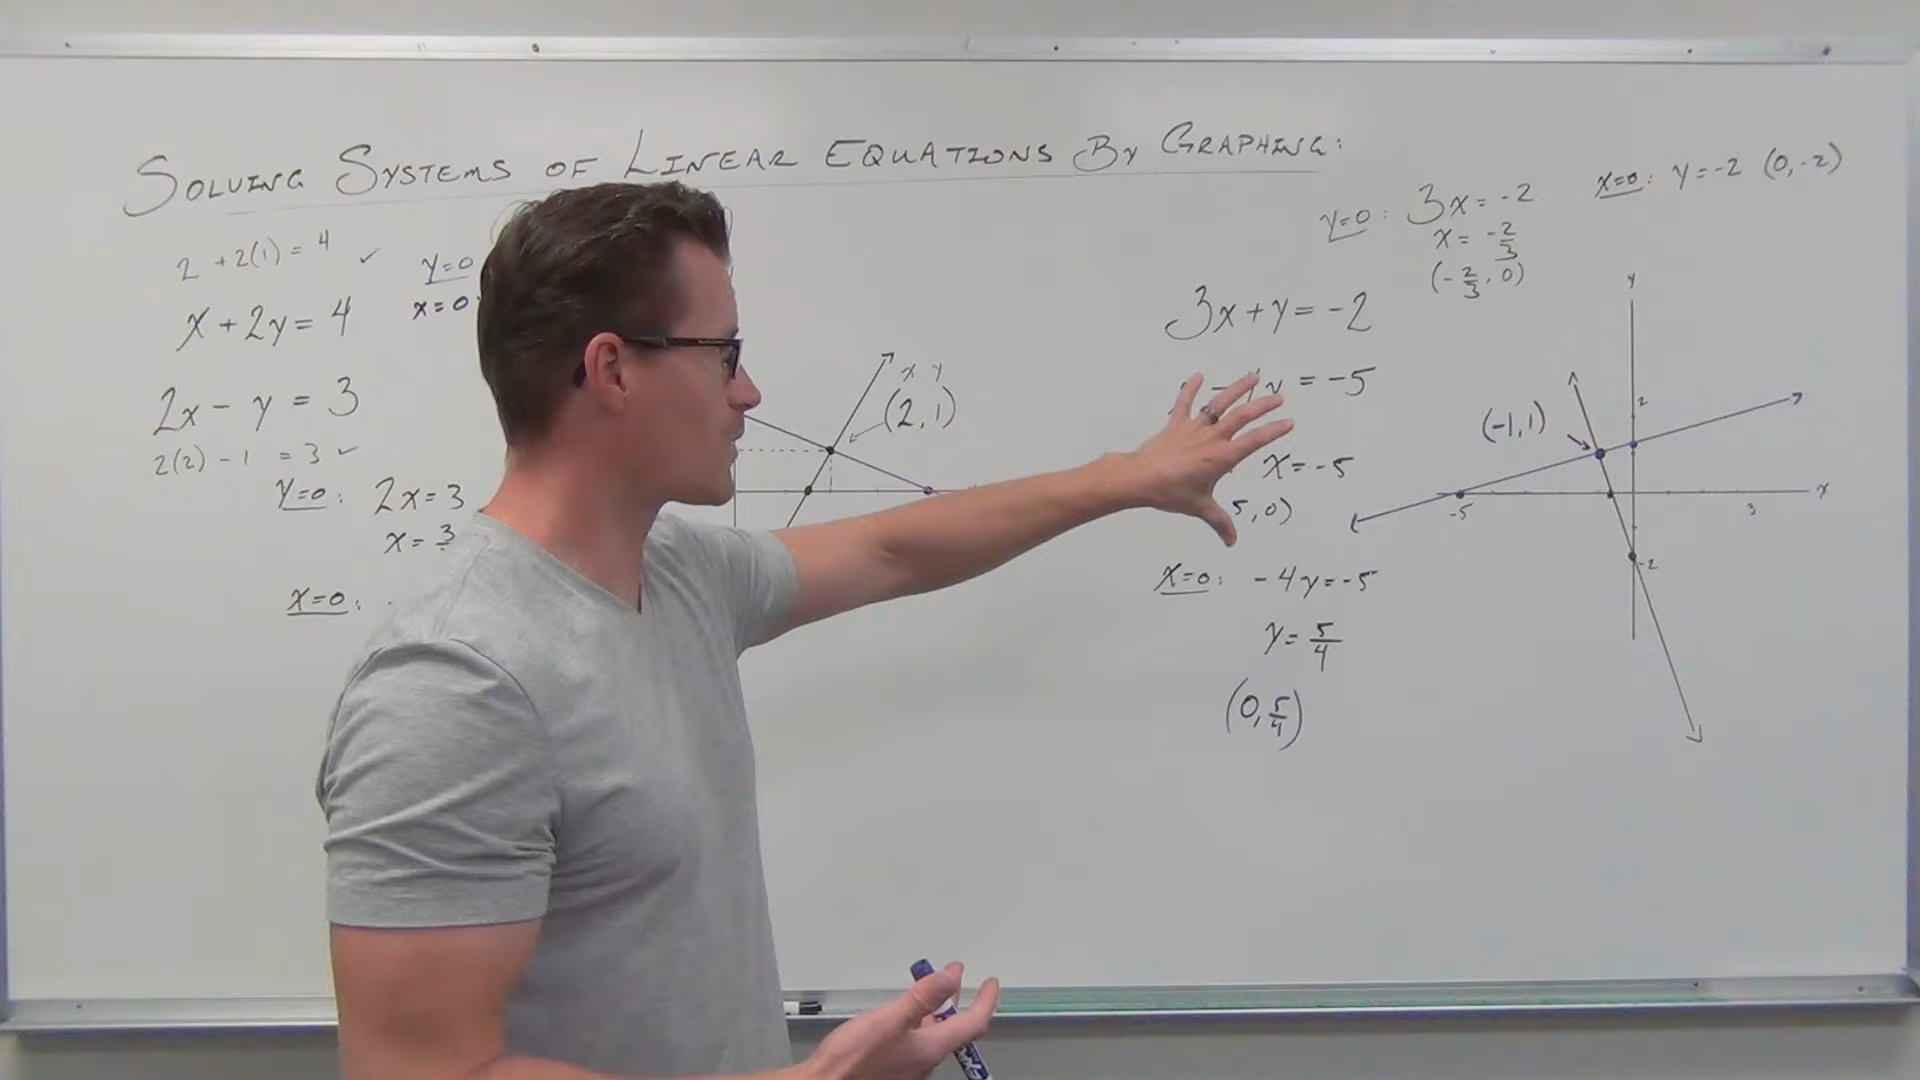 SOLVING SYSTEMS OF LINEAR EQUATIONS BY GRAPHING:
2 + 2(1) = 4 ✓
x + 2y = 4
2x - y = 3
2(2) - 1 = 3 ✓
y=0
x=0:
y=0: 2x = 3
x = 3
x=0: -
x y
(2, 1)
y=0: 3x = -2
x = -2/3
(-2/3, 0)
x=0: y = -2 (0, -2)
3x + y = -2
- 4y = -5
x = -5
5, 0)
x=0: -4y = -5
y = 5/4
(0, 5/4)
y
2
(-1, 1)
x
-5
3
-2